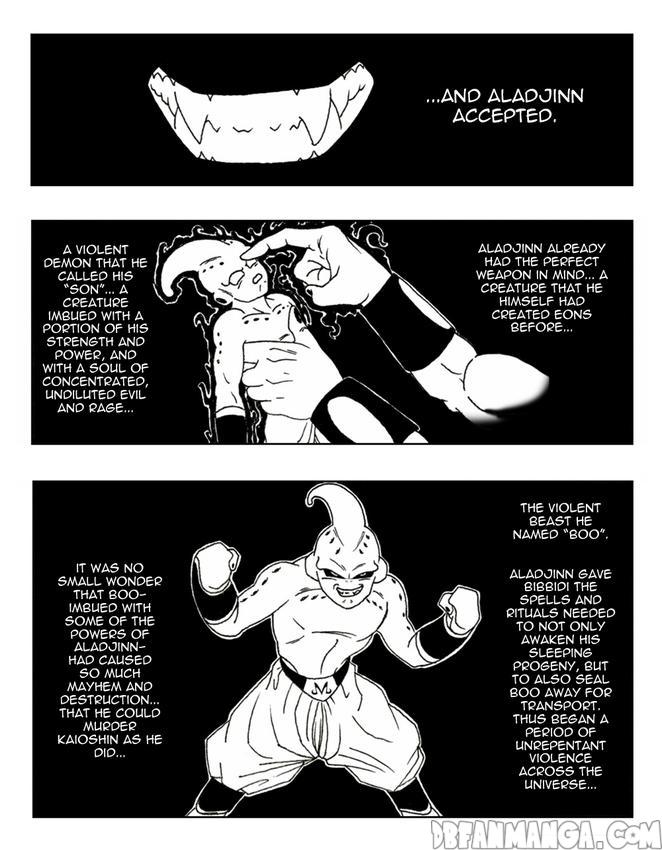 ...AND ALADJINN
ACCEPTED.
ALADJINN ALREADY
HAD THE PERFECT
WEAPON IN MIND... A
CREATURE THAT HE
HIMSELF HAD
CREATED EONS
BEFORE...
A VIOLENT
DEMON THAT HE
CALLED HIS
"SON"... A
CREATURE
IMBUED WITH A
PORTION OF HIS
STRENGTH AND
POWER, AND
WITH A SOUL OF
CONCENTRATED,
UNDILUTED EVIL
AND RAGE...
THE VIOLENT
BEAST HE
NAMED "BOO".
ALADJINN GAVE
BIBBIDI THE
SPELLS AND
RITUALS NEEDED
TO NOT ONLY
AWAKEN HIS
SLEEPING
PROGENY, BUT
TO ALSO SEAL
BOO AWAY FOR
TRANSPORT.
THUS BEGAN A
PERIOD OF
UNREPENTANT
VIOLENCE
ACROSS THE
UNIVERSE...
IT WAS NO
SMALL WONDER
THAT BOO-
IMBUED WITH
SOME OF THE
POWERS OF
ALADJINN-
HAD CAUSED
SO MUCH
MAYHEM AND
DESTRUCTION...
THAT HE COULD
MURDER
KAIOSHIN AS HE
DID...
M
DBFANMANGA.COM